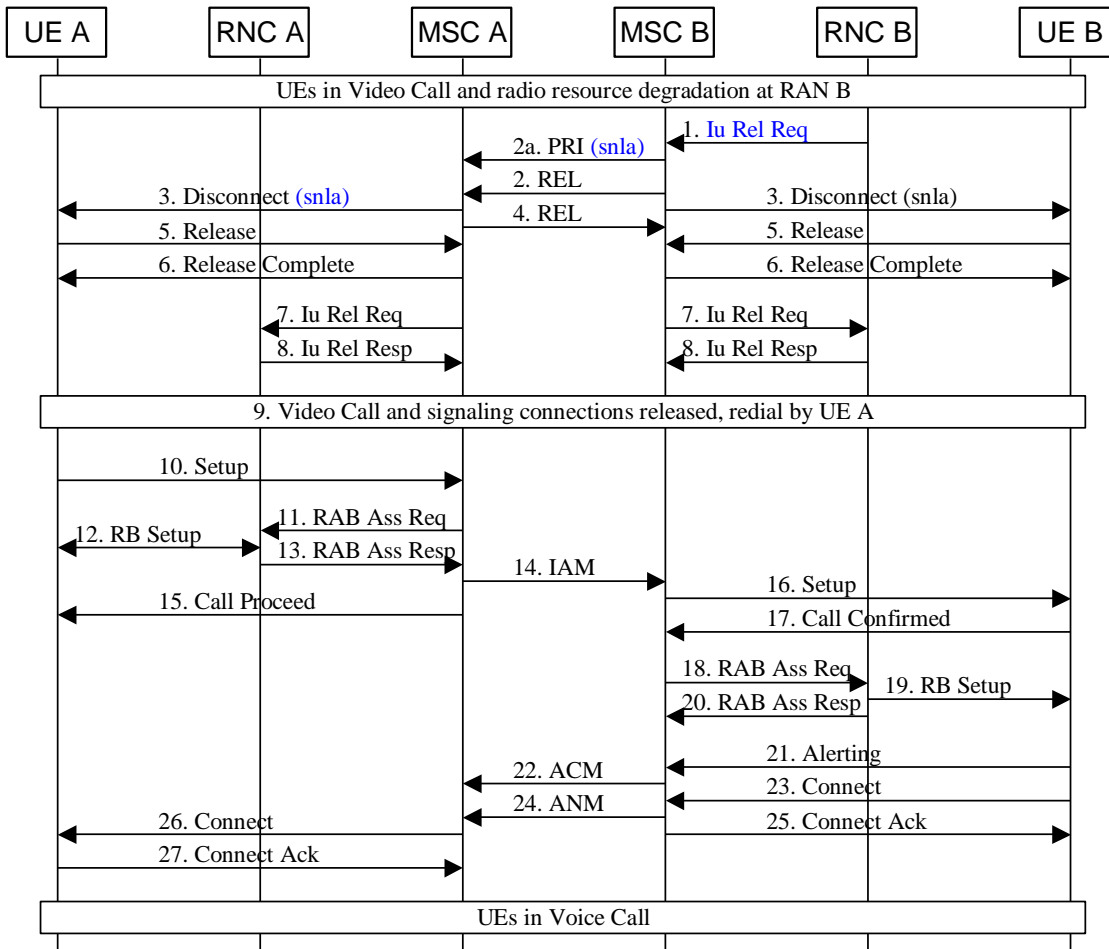 UE A RNC A MSC A MSC B RNC B UE B
UEs in Video Call and radio resource degradation at RAN B
1. Iu Rel Req
2a. PRI (snla)
2. REL
3. Disconnect (snla) 3. Disconnect (snla)
4. REL
5. Release 5. Release
6. Release Complete 6. Release Complete
7. Iu Rel Req 7. Iu Rel Req
8. Iu Rel Resp 8. Iu Rel Resp
9. Video Call and signaling connections released, redial by UE A
10. Setup
11. RAB Ass Req
12. RB Setup
13. RAB Ass Resp
14. IAM
16. Setup
15. Call Proceed
17. Call Confirmed
18. RAB Ass Req
19. RB Setup
20. RAB Ass Resp
21. Alerting
22. ACM
23. Connect
24. ANM
26. Connect 25. Connect Ack
27. Connect Ack
UEs in Voice Call